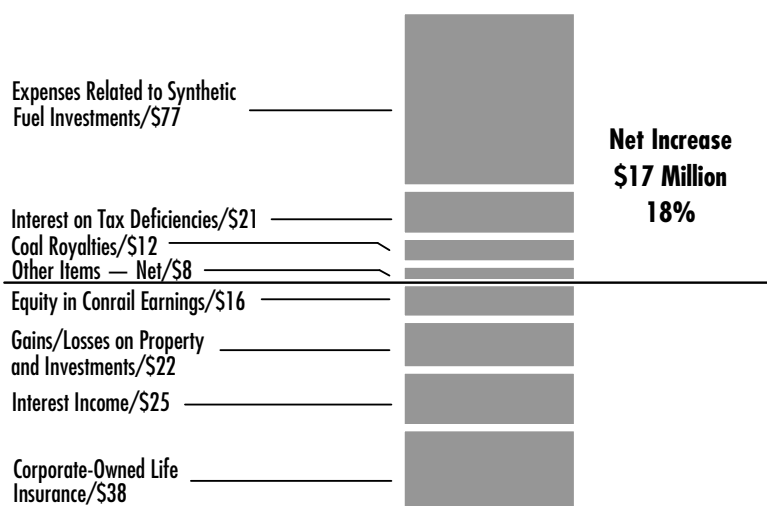 Expenses Related to Synthetic
Fuel Investments/$77
Net Increase
$17 Million
18%
Interest on Tax Deficiencies/$21
Coal Royalties/$12
Other Items — Net/$8
Equity in Conrail Earnings/$16
Gains/Losses on Property
and Investments/$22
Interest Income/$25
Corporate-Owned Life
Insurance/$38